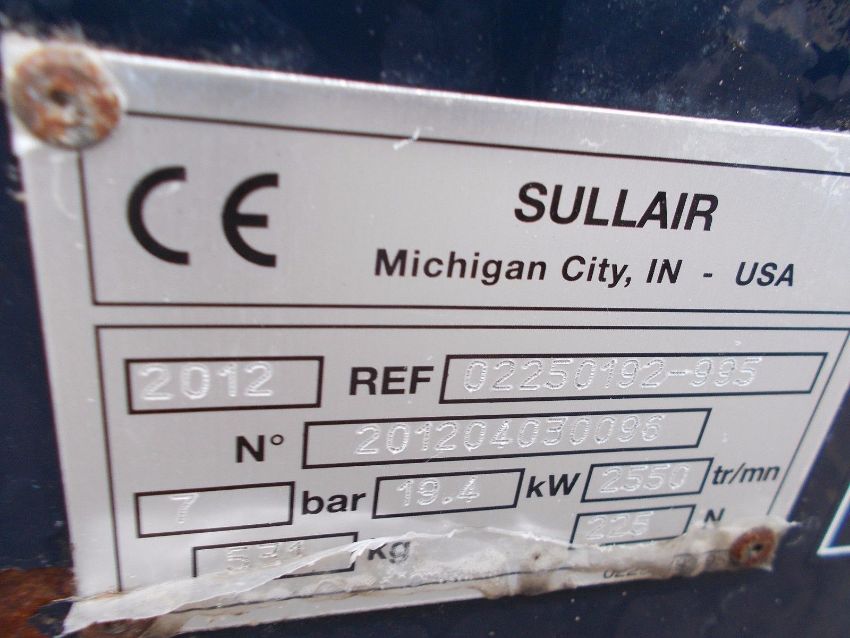 CE
SULLAIR
Michigan City, IN - USA
2012 REF 02250192-995
N° 201204030096
7 bar 19.4 kW 2550 tr/mn
kg 225 N